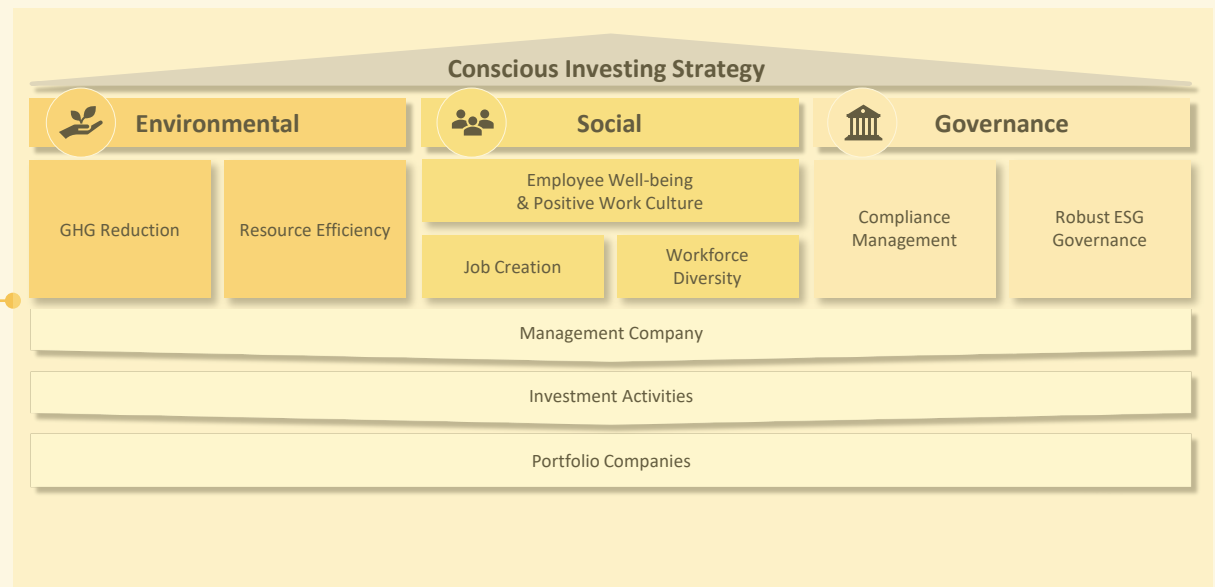 Conscious Investing Strategy
Environmental
Social
Governance
GHG Reduction
Resource Efficiency
Employee Well-being
& Positive Work Culture
Job Creation
Workforce
Diversity
Compliance
Management
Robust ESG
Governance
Management Company
Investment Activities
Portfolio Companies